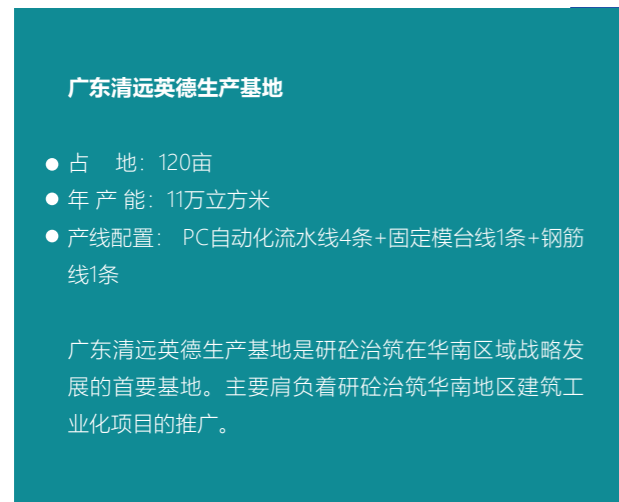 广东清远英德生产基地
占 地：120亩
年 产 能：11万立方米
产线配置： PC自动化流水线4条+固定模台线1条+钢筋
线1条
广东清远英德生产基地是研砼治筑在华南区域战略发
展的首要基地。主要肩负着研砼治筑华南地区建筑工
业化项目的推广。